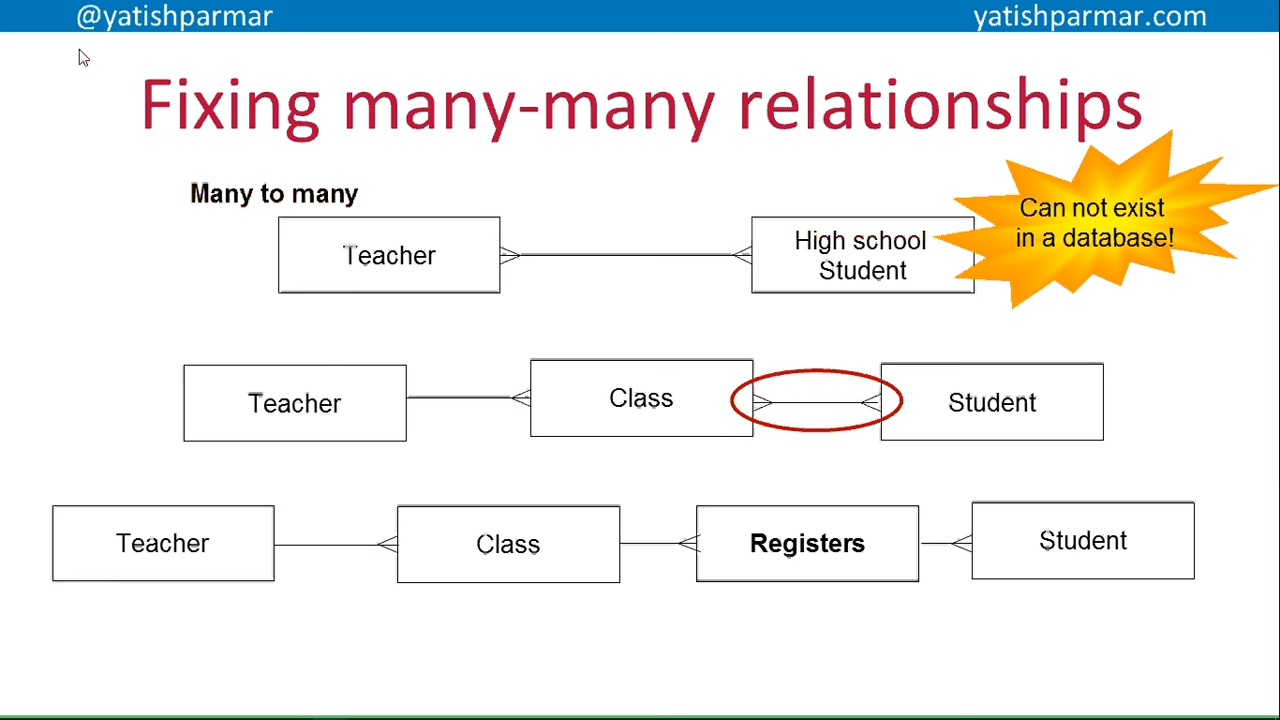 @yatishparmar
yatishparmar.com
Fixing many-many relationships
Many to many
Teacher
High school
Student
Can not exist
in a database!
Teacher
Class
Student
Teacher
Class
Registers
Student